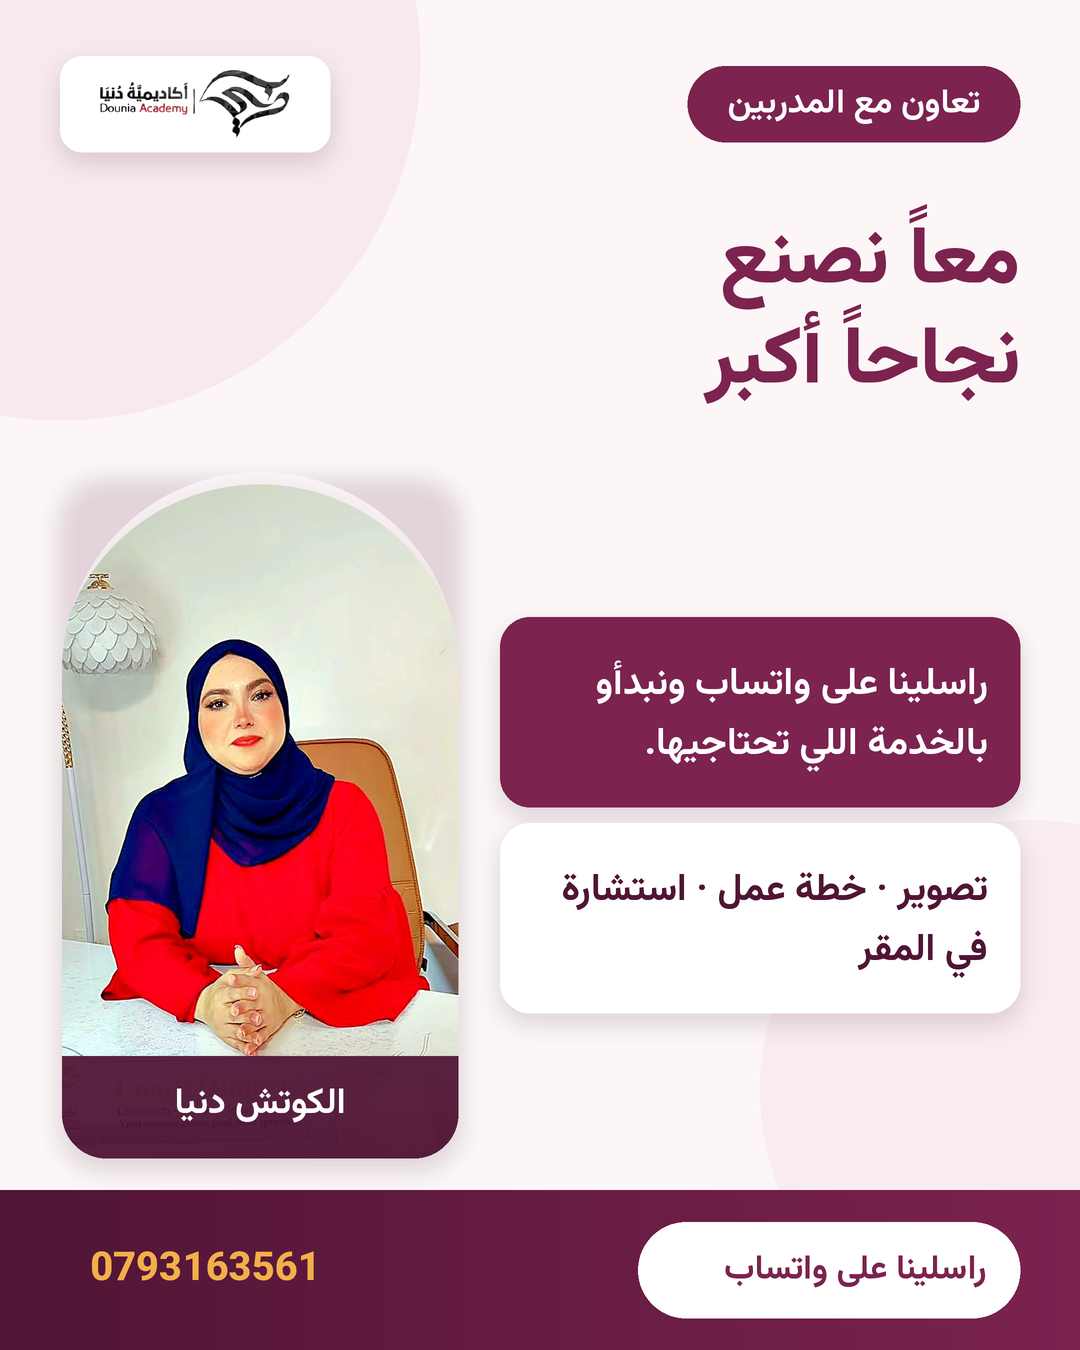 تعاون مع المدربين
أكاديميَّةُ دُنيَا
Dounia Academy
معاً نصنع
نجاحاً أكبر
راسلينا على واتساب ونبدأو
بالخدمة اللي تحتاجيها.
تصوير · خطة عمل · استشارة
في المقر
الكوتش دنيا
راسلينا على واتساب
0793163561